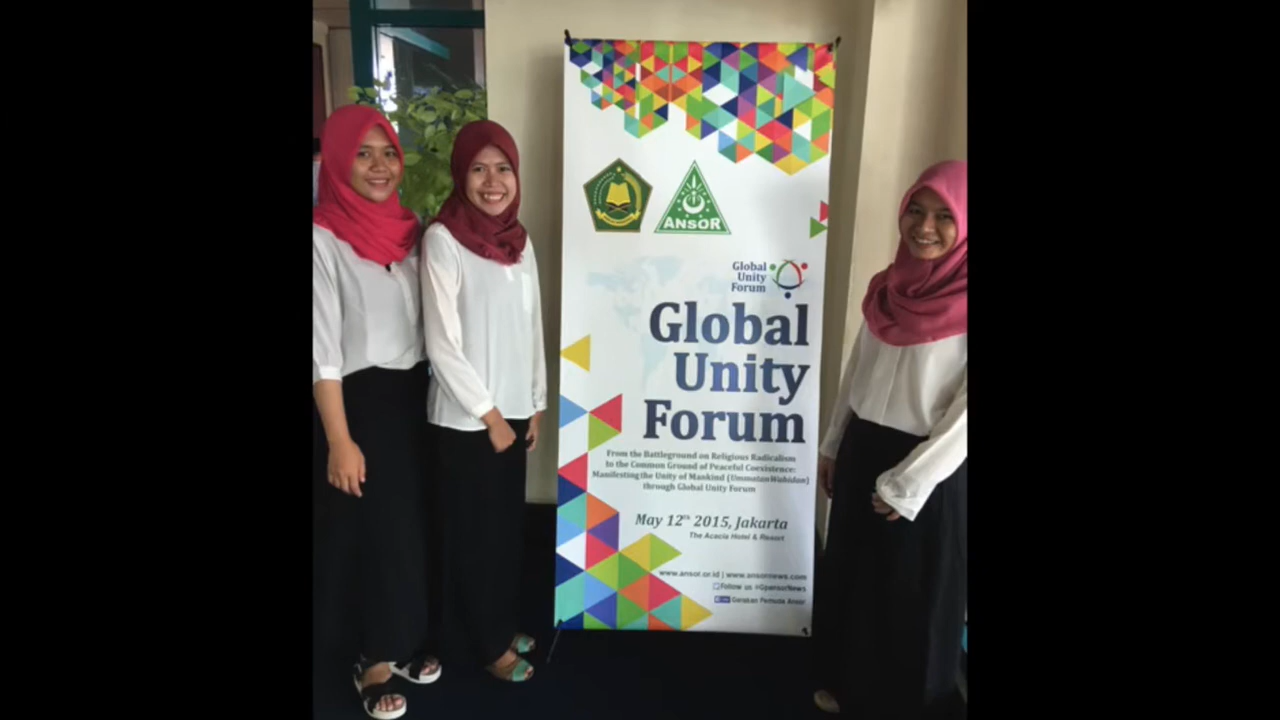 ANSOR
Global
Unity
Forum
Global
Unity
Forum
From the Battleground on Religious Radicalism
to the Common Ground of Peaceful Coexistence:
Manifesting the Unity of Mankind (Ummatan Wahidan)
through Global Unity Forum
May 12th 2015, Jakarta
The Acacia Hotel & Resort
www.ansor.or.id | www.ansornews.com
Follow us #GpansorNews
Gerakan Pemuda Ansor